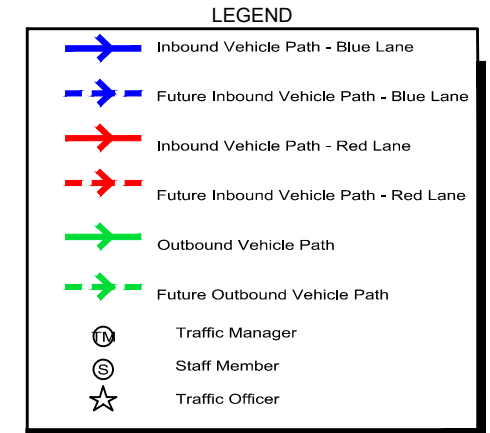 LEGEND
Inbound Vehicle Path - Blue Lane
Future Inbound Vehicle Path - Blue Lane
Inbound Vehicle Path - Red Lane
Future Inbound Vehicle Path - Red Lane
Outbound Vehicle Path
Future Outbound Vehicle Path
TM Traffic Manager
S Staff Member
Traffic Officer